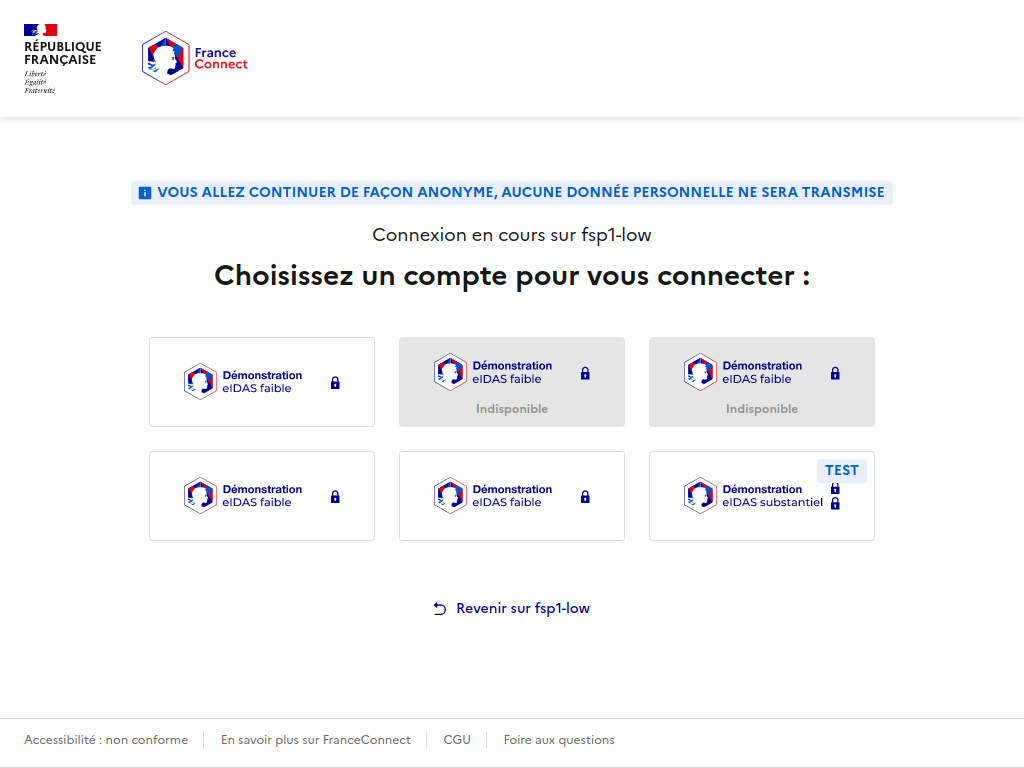 RÉPUBLIQUE
FRANÇAISE
Liberté
Égalité
Fraternité
France
Connect
VOUS ALLEZ CONTINUER DE FAÇON ANONYME, AUCUNE DONNÉE PERSONNELLE NE SERA TRANSMISE
Connexion en cours sur fsp1-low
Choisissez un compte pour vous connecter :
Démonstration
eIDAS faible
Démonstration
eIDAS faible
Indisponible
Démonstration
eIDAS faible
Indisponible
Démonstration
eIDAS faible
Démonstration
eIDAS faible
TEST
Démonstration
eIDAS substantiel
Revenir sur fsp1-low
Accessibilité : non conforme
En savoir plus sur FranceConnect
CGU
Foire aux questions